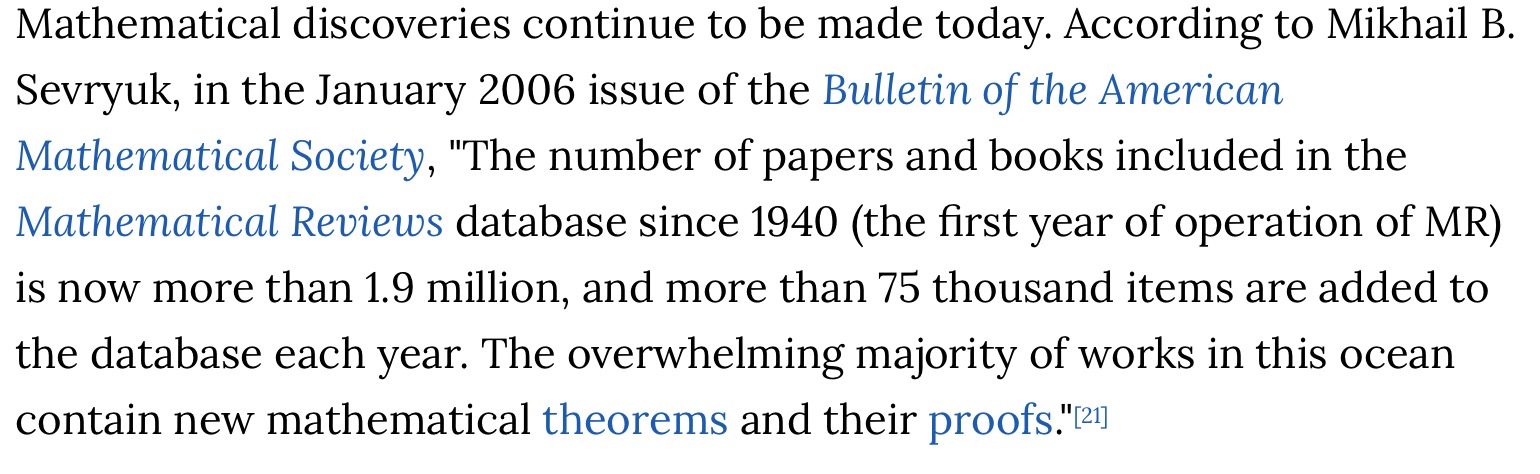 Mathematical discoveries continue to be made today. According to Mikhail B.
Sevryuk, in the January 2006 issue of the Bulletin of the American
Mathematical Society, "The number of papers and books included in the
Mathematical Reviews database since 1940 (the first year of operation of MR)
is now more than 1.9 million, and more than 75 thousand items are added to
the database each year. The overwhelming majority of works in this ocean
contain new mathematical theorems and their proofs."[21]